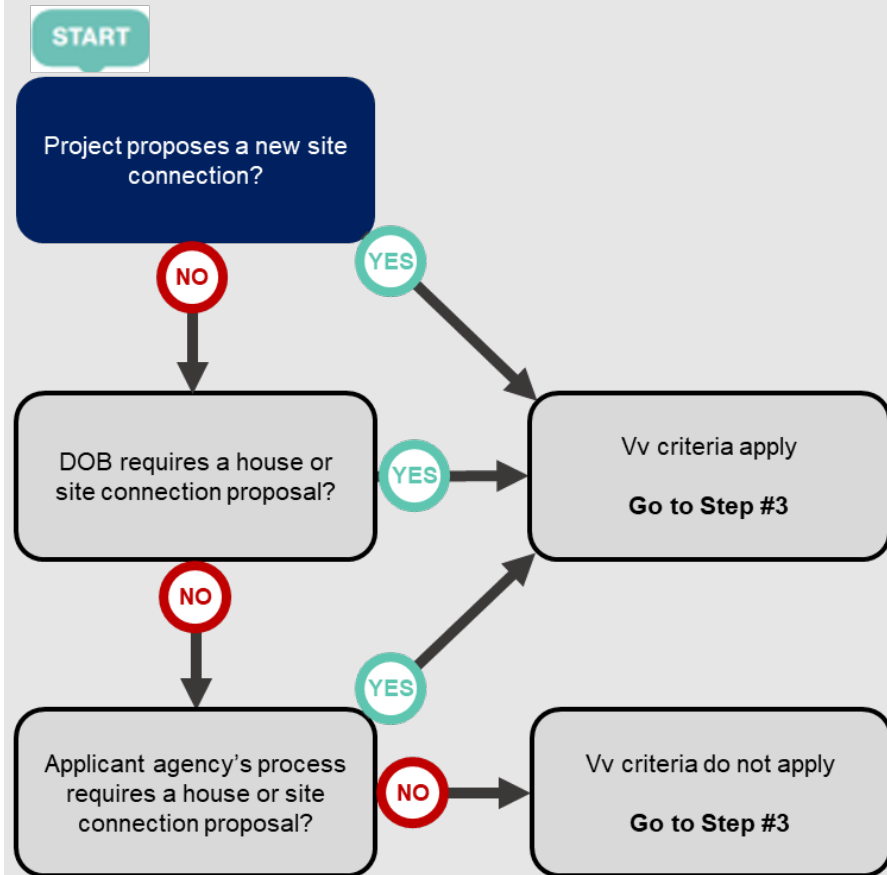 START
Project proposes a new site
connection?
NO
YES
DOB requires a house or
site connection proposal?
YES
Vv criteria apply
Go to Step #3
NO
YES
Applicant agency’s process
requires a house or site
connection proposal?
NO
Vv criteria do not apply
Go to Step #3